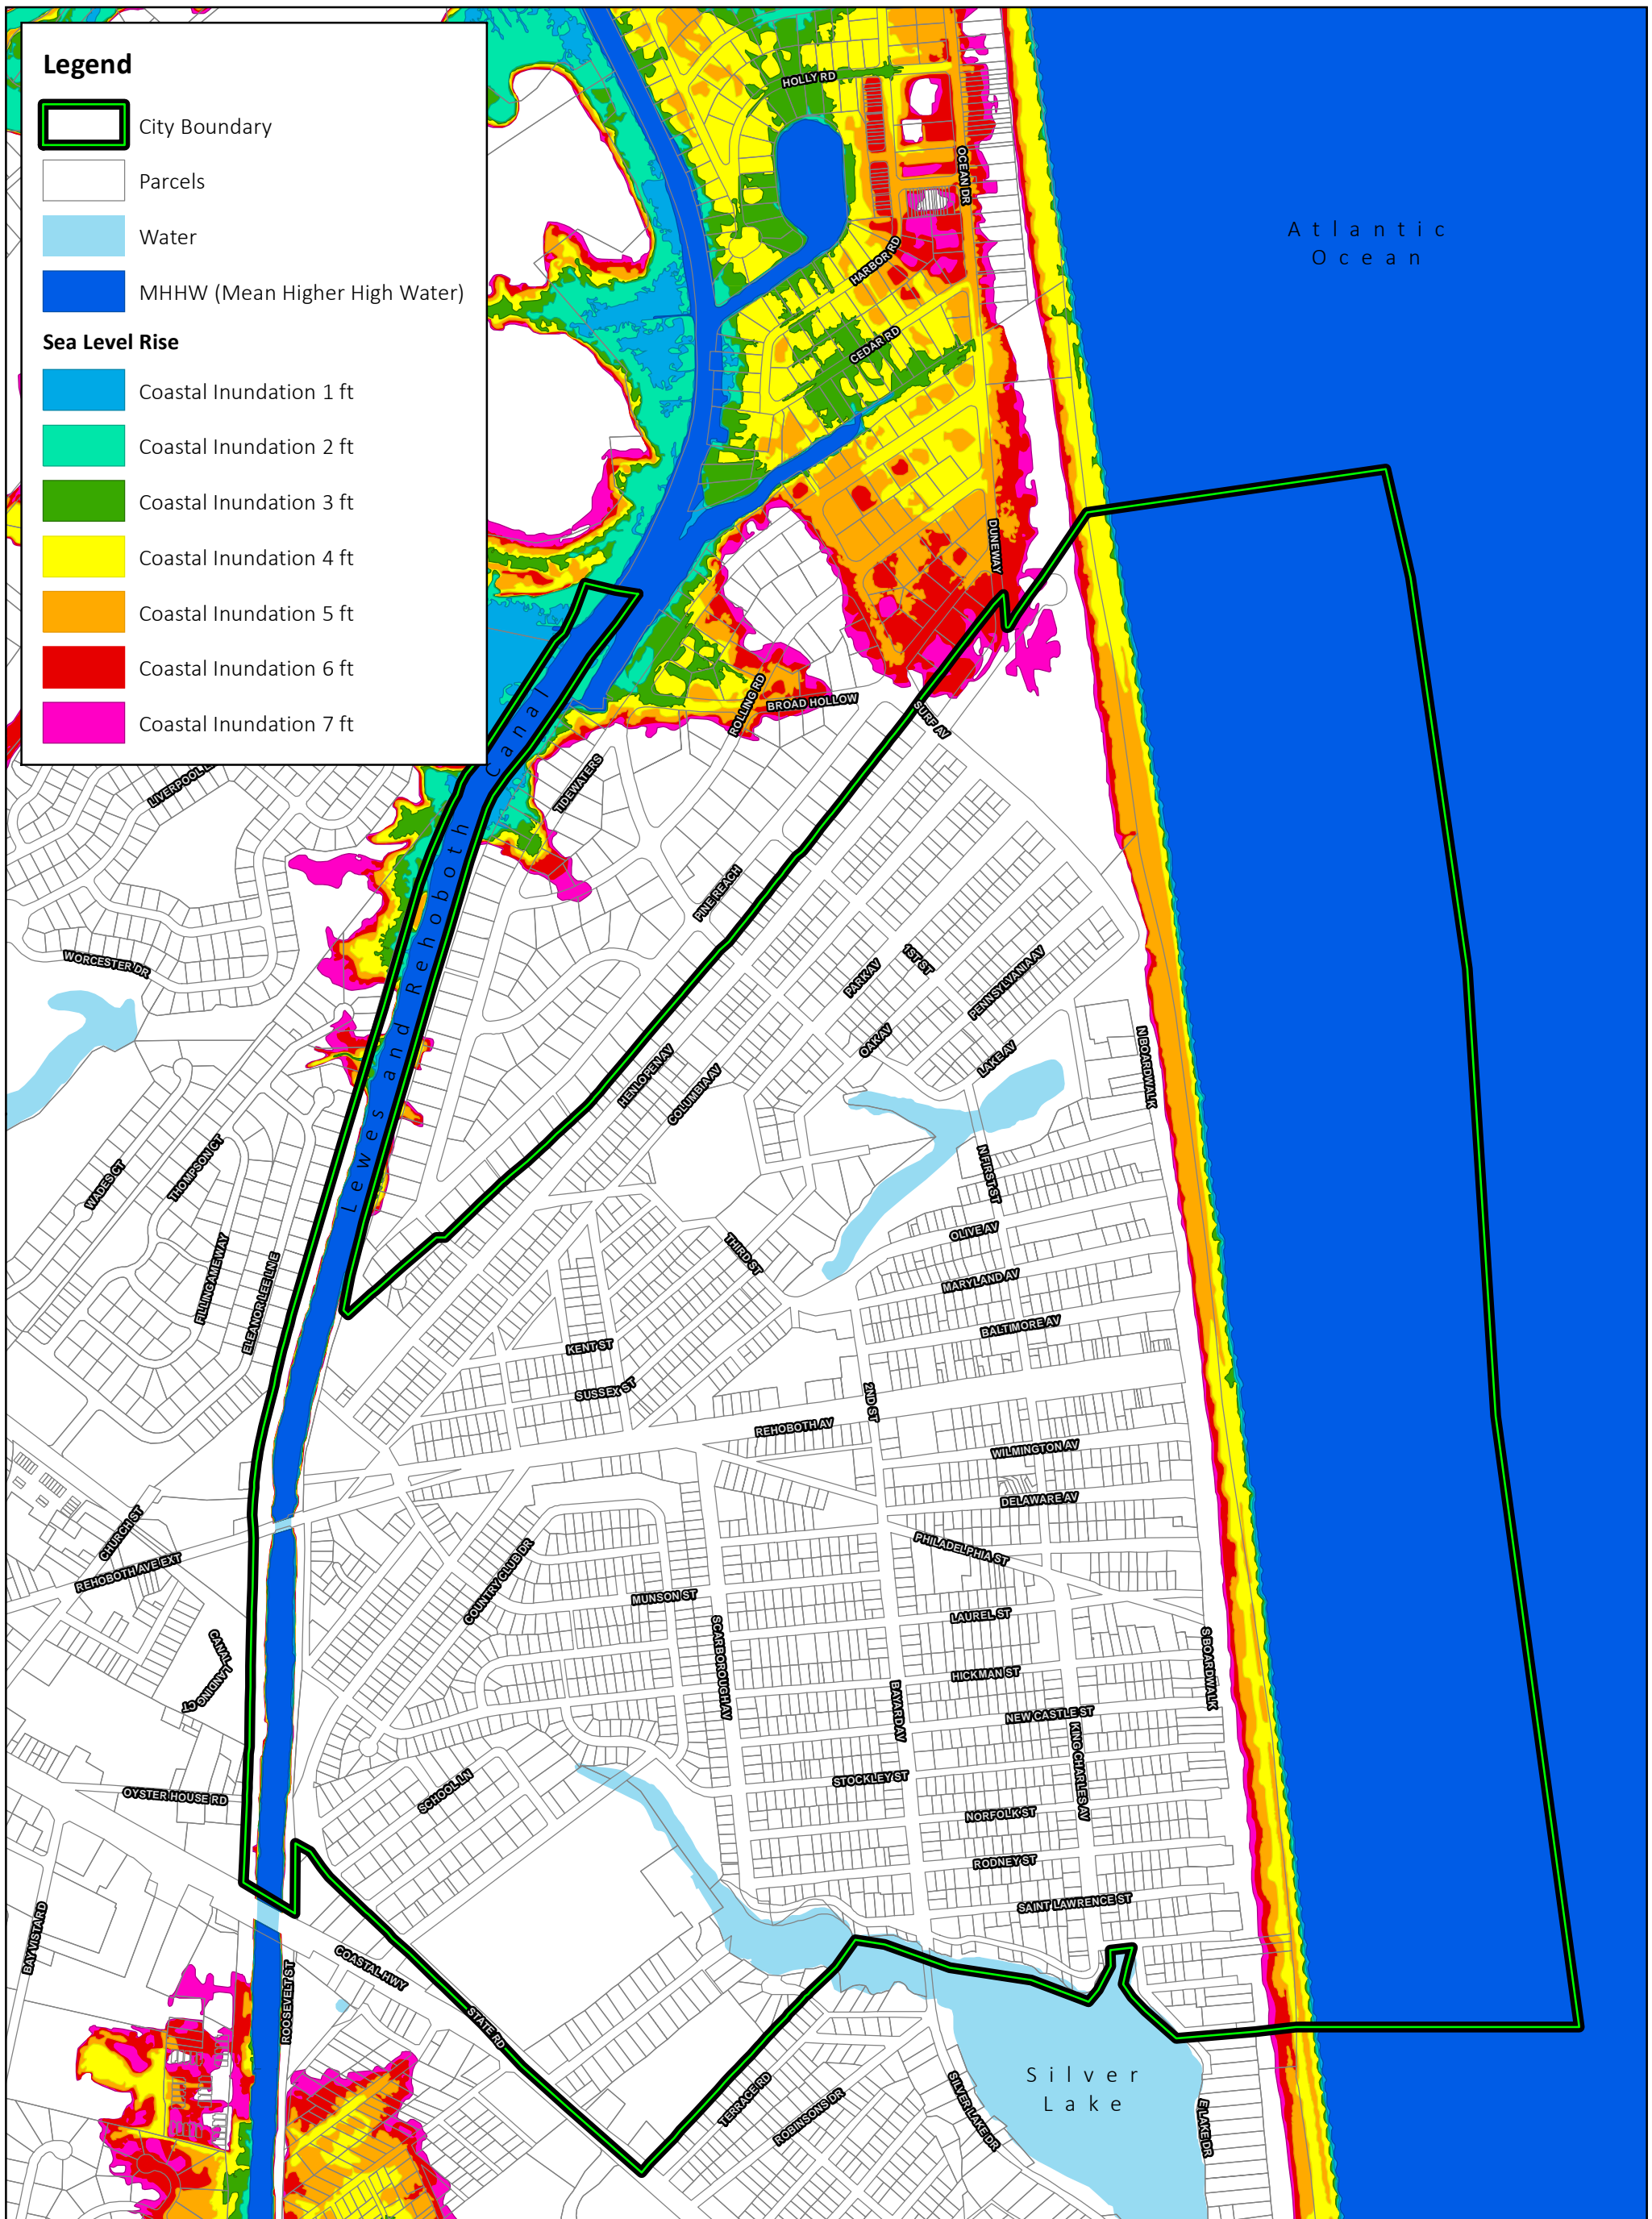 Legend
City Boundary
Parcels
Water
MHHW (Mean Higher High Water)
Sea Level Rise
Coastal Inundation 1 ft
Coastal Inundation 2 ft
Coastal Inundation 3 ft
Coastal Inundation 4 ft
Coastal Inundation 5 ft
Coastal Inundation 6 ft
Coastal Inundation 7 ft
HOLLY RD
OCEAN DR
Atlantic
Ocean
HARBOR RD
CEDAR RD
DUNEWAY
ROLLING RD
BROAD HOLLOW
SURF AV
TIDEWATERS
Lewes and Rehoboth Canal
PINE REACH
WORCESTER DR
1ST ST
PARK AV
PENNSYLVANIA AV
OAK AV
LAKE AV
N BOARDWALK
HENLOPEN AV
COLUMBIA AV
WADES CT
THOMPSON CT
N FIRST ST
FILLINGAME WAY
ELEANOR LEE LN E
THIRD ST
OLIVE AV
MARYLAND AV
BALTIMORE AV
KENT ST
SUSSEX ST
2ND ST
REHOBOTH AV
WILMINGTON AV
DELAWARE AV
CHURCH ST
REHOBOTH AVE EXT
COUNTRY CLUB DR
PHILADELPHIA ST
MUNSON ST
LAUREL ST
SCARBOROUGH AV
CANAL LANDING CT
HICKMAN ST
S BOARDWALK
BAYARD AV
NEW CASTLE ST
KING CHARLES AV
OYSTER HOUSE RD
SCHOOL LN
STOCKLEY ST
NORFOLK ST
RODNEY ST
SAINT LAWRENCE ST
BAY VISTA RD
COASTAL HWY
ROOSEVELT ST
STATE RD
TERRACE RD
ROBINSONS DR
SILVER LAKE DR
Silver
Lake
E LAKE DR